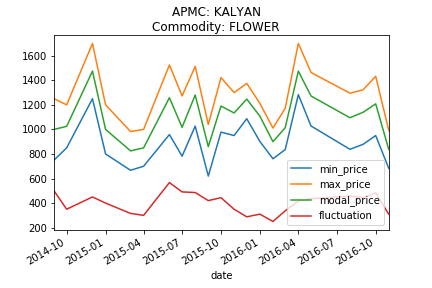 APMC: KALYAN
Commodity: FLOWER
1600
1400
1200
1000
800
600
400
200
min_price
max_price
modal_price
fluctuation
2014-10
2015-01
2015-04
2015-07
2015-10
2016-01
2016-04
2016-07
2016-10
date